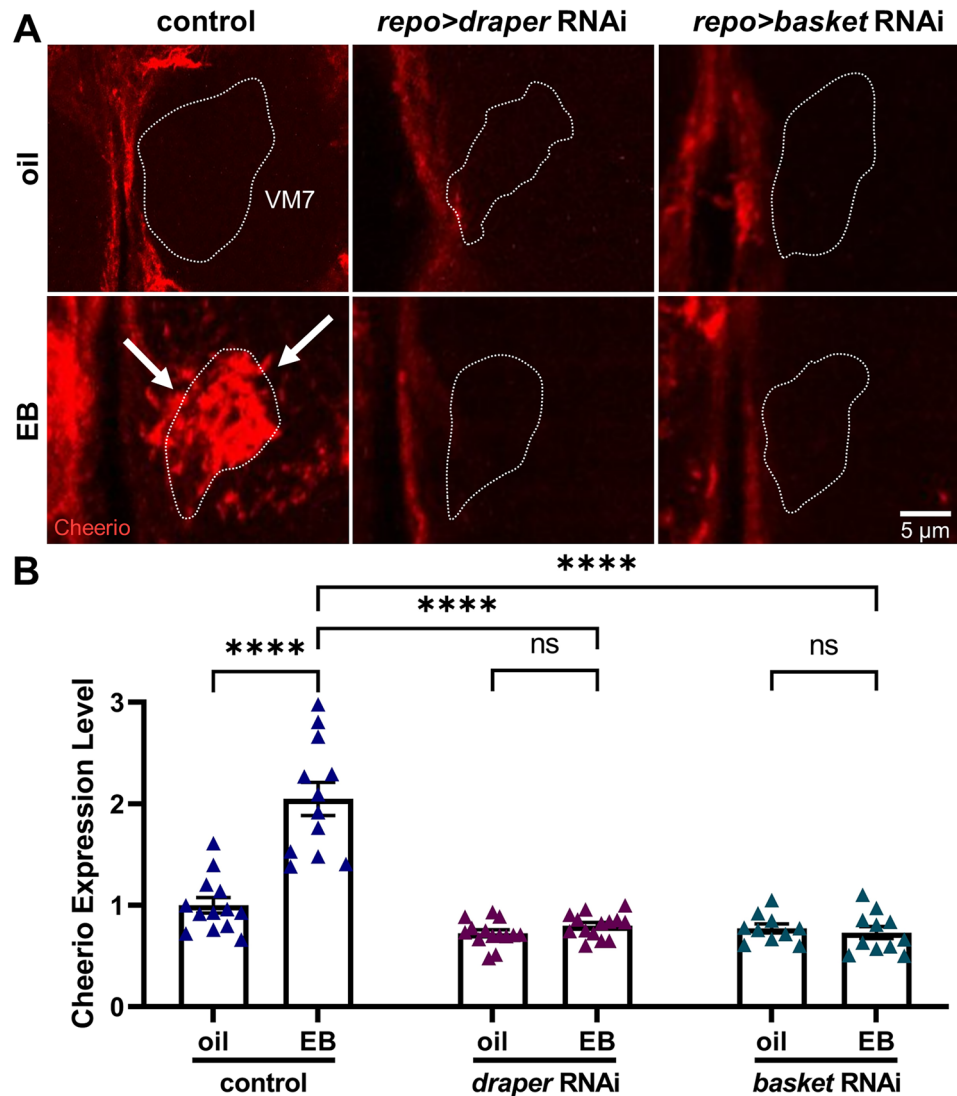 A
control
repo>draper RNAi
repo>basket RNAi
oil
VM7
EB
Cheerio
5 µm
B
****
****
****
ns
ns
Cheerio Expression Level
3
2
1
0
oil
EB
oil
EB
oil
EB
control
draper RNAi
basket RNAi